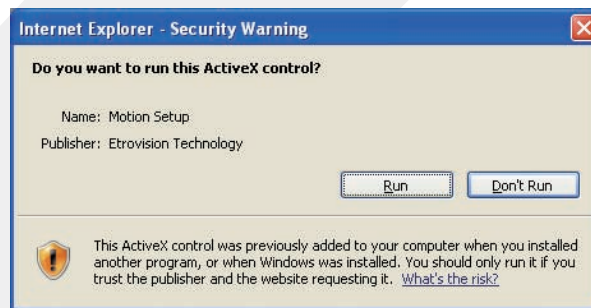 Internet Explorer - Security Warning
Do you want to run this ActiveX control?
Name: Motion Setup
Publisher: Etrovision Technology
Run
Don't Run
This ActiveX control was previously added to your computer when you installed
another program, or when Windows was installed. You should only run it if you
trust the publisher and the website requesting it. What's the risk?